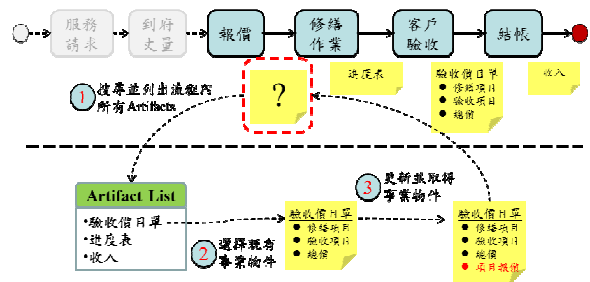 服務
請求
到府
丈量
報價
修繕
作業
客戶
驗收
結帳
進度表
驗收價目單
● 修繕項目
● 驗收項目
● 總價
收入
?
1
搜尋並列出流程內
所有Artifacts
3
更新並取得
事業物件
Artifact List
•驗收價目單
•進度表
•收入
2
選擇現有
事業物件
驗收價目單
● 修繕項目
● 驗收項目
● 總價
驗收價目單
● 修繕項目
● 驗收項目
● 總價
● 項目報價